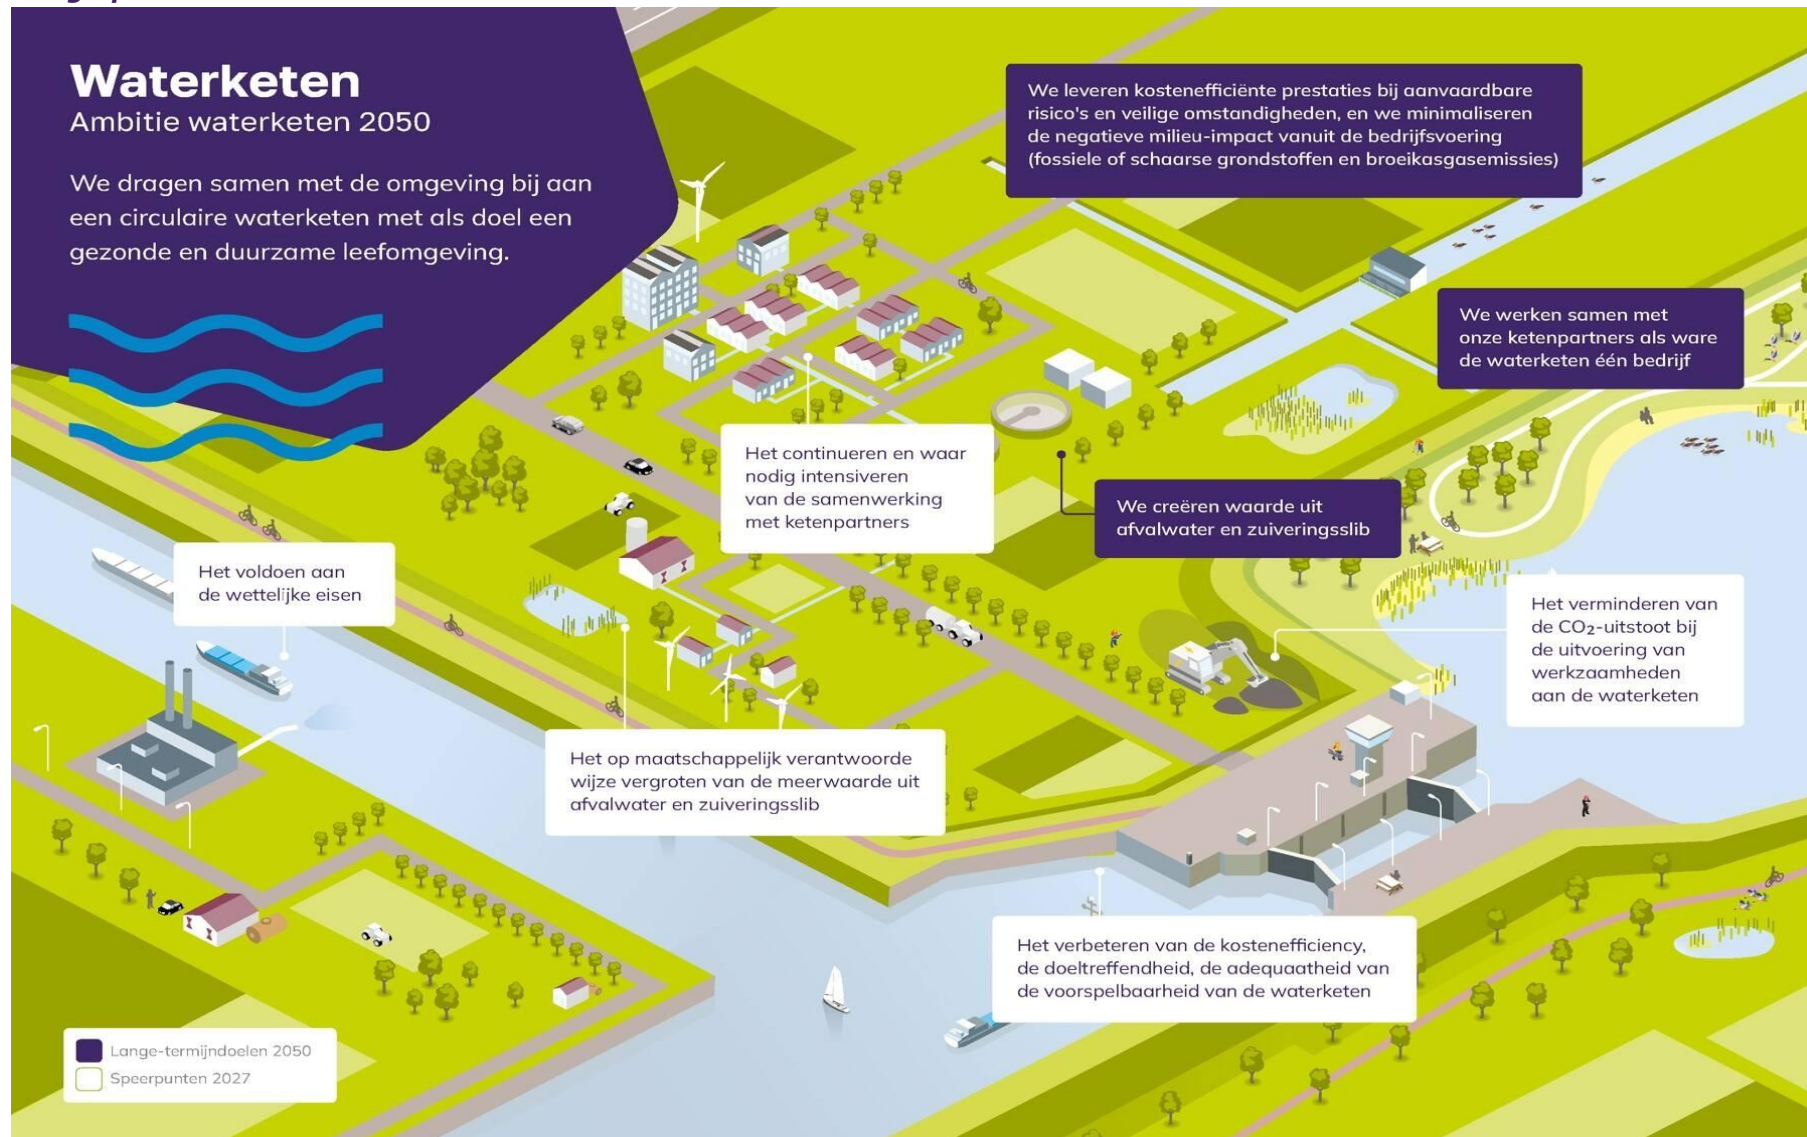 Waterketen
Ambitie waterketen 2050
We dragen samen met de omgeving bij aan
een circulaire waterketen met als doel een
gezonde en duurzame leefomgeving.
We leveren kostenefficiënte prestaties bij aanvaardbare
risico's en veilige omstandigheden, en we minimaliseren
de negatieve milieu-impact vanuit de bedrijfsvoering
(fossiele of schaarse grondstoffen en broeikasgasemissies)
We werken samen met
onze ketenpartners als ware
de waterketen één bedrijf
Het continueren en waar
nodig intensiveren
van de samenwerking
met ketenpartners
We creëren waarde uit
afvalwater en zuiveringsslib
Het voldoen aan
de wettelijke eisen
Het verminderen van
de CO₂-uitstoot bij
de uitvoering van
werkzaamheden
aan de waterketen
Het op maatschappelijk verantwoorde
wijze vergroten van de meerwaarde uit
afvalwater en zuiveringsslib
Het verbeteren van de kostenefficiency,
de doeltreffendheid, de adequaatheid van
de voorspelbaarheid van de waterketen
Lange-termijndoelen 2050
Speerpunten 2027